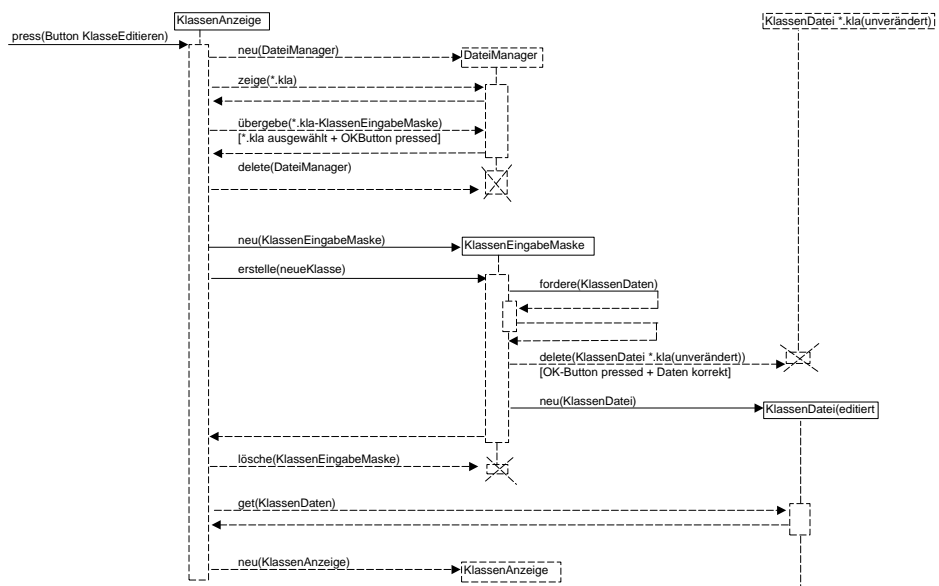 KlassenAnzeige
KlassenDatei *.kla(unverändert)
press(Button KlasseEditieren)
neu(DateiManager)
DateiManager
zeige(*.kla)
übergebe(*.kla-KlassenEingabeMaske)
[*.kla ausgewählt + OKButton pressed]
delete(DateiManager)
neu(KlassenEingabeMaske)
KlassenEingabeMaske
erstelle(neueKlasse)
fordere(KlassenDaten)
delete(KlassenDatei *.kla(unverändert))
[OK-Button pressed + Daten korrekt]
neu(KlassenDatei)
KlassenDatei(editiert
lösche(KlassenEingabeMaske)
get(KlassenDaten)
neu(KlassenAnzeige)
KlassenAnzeige